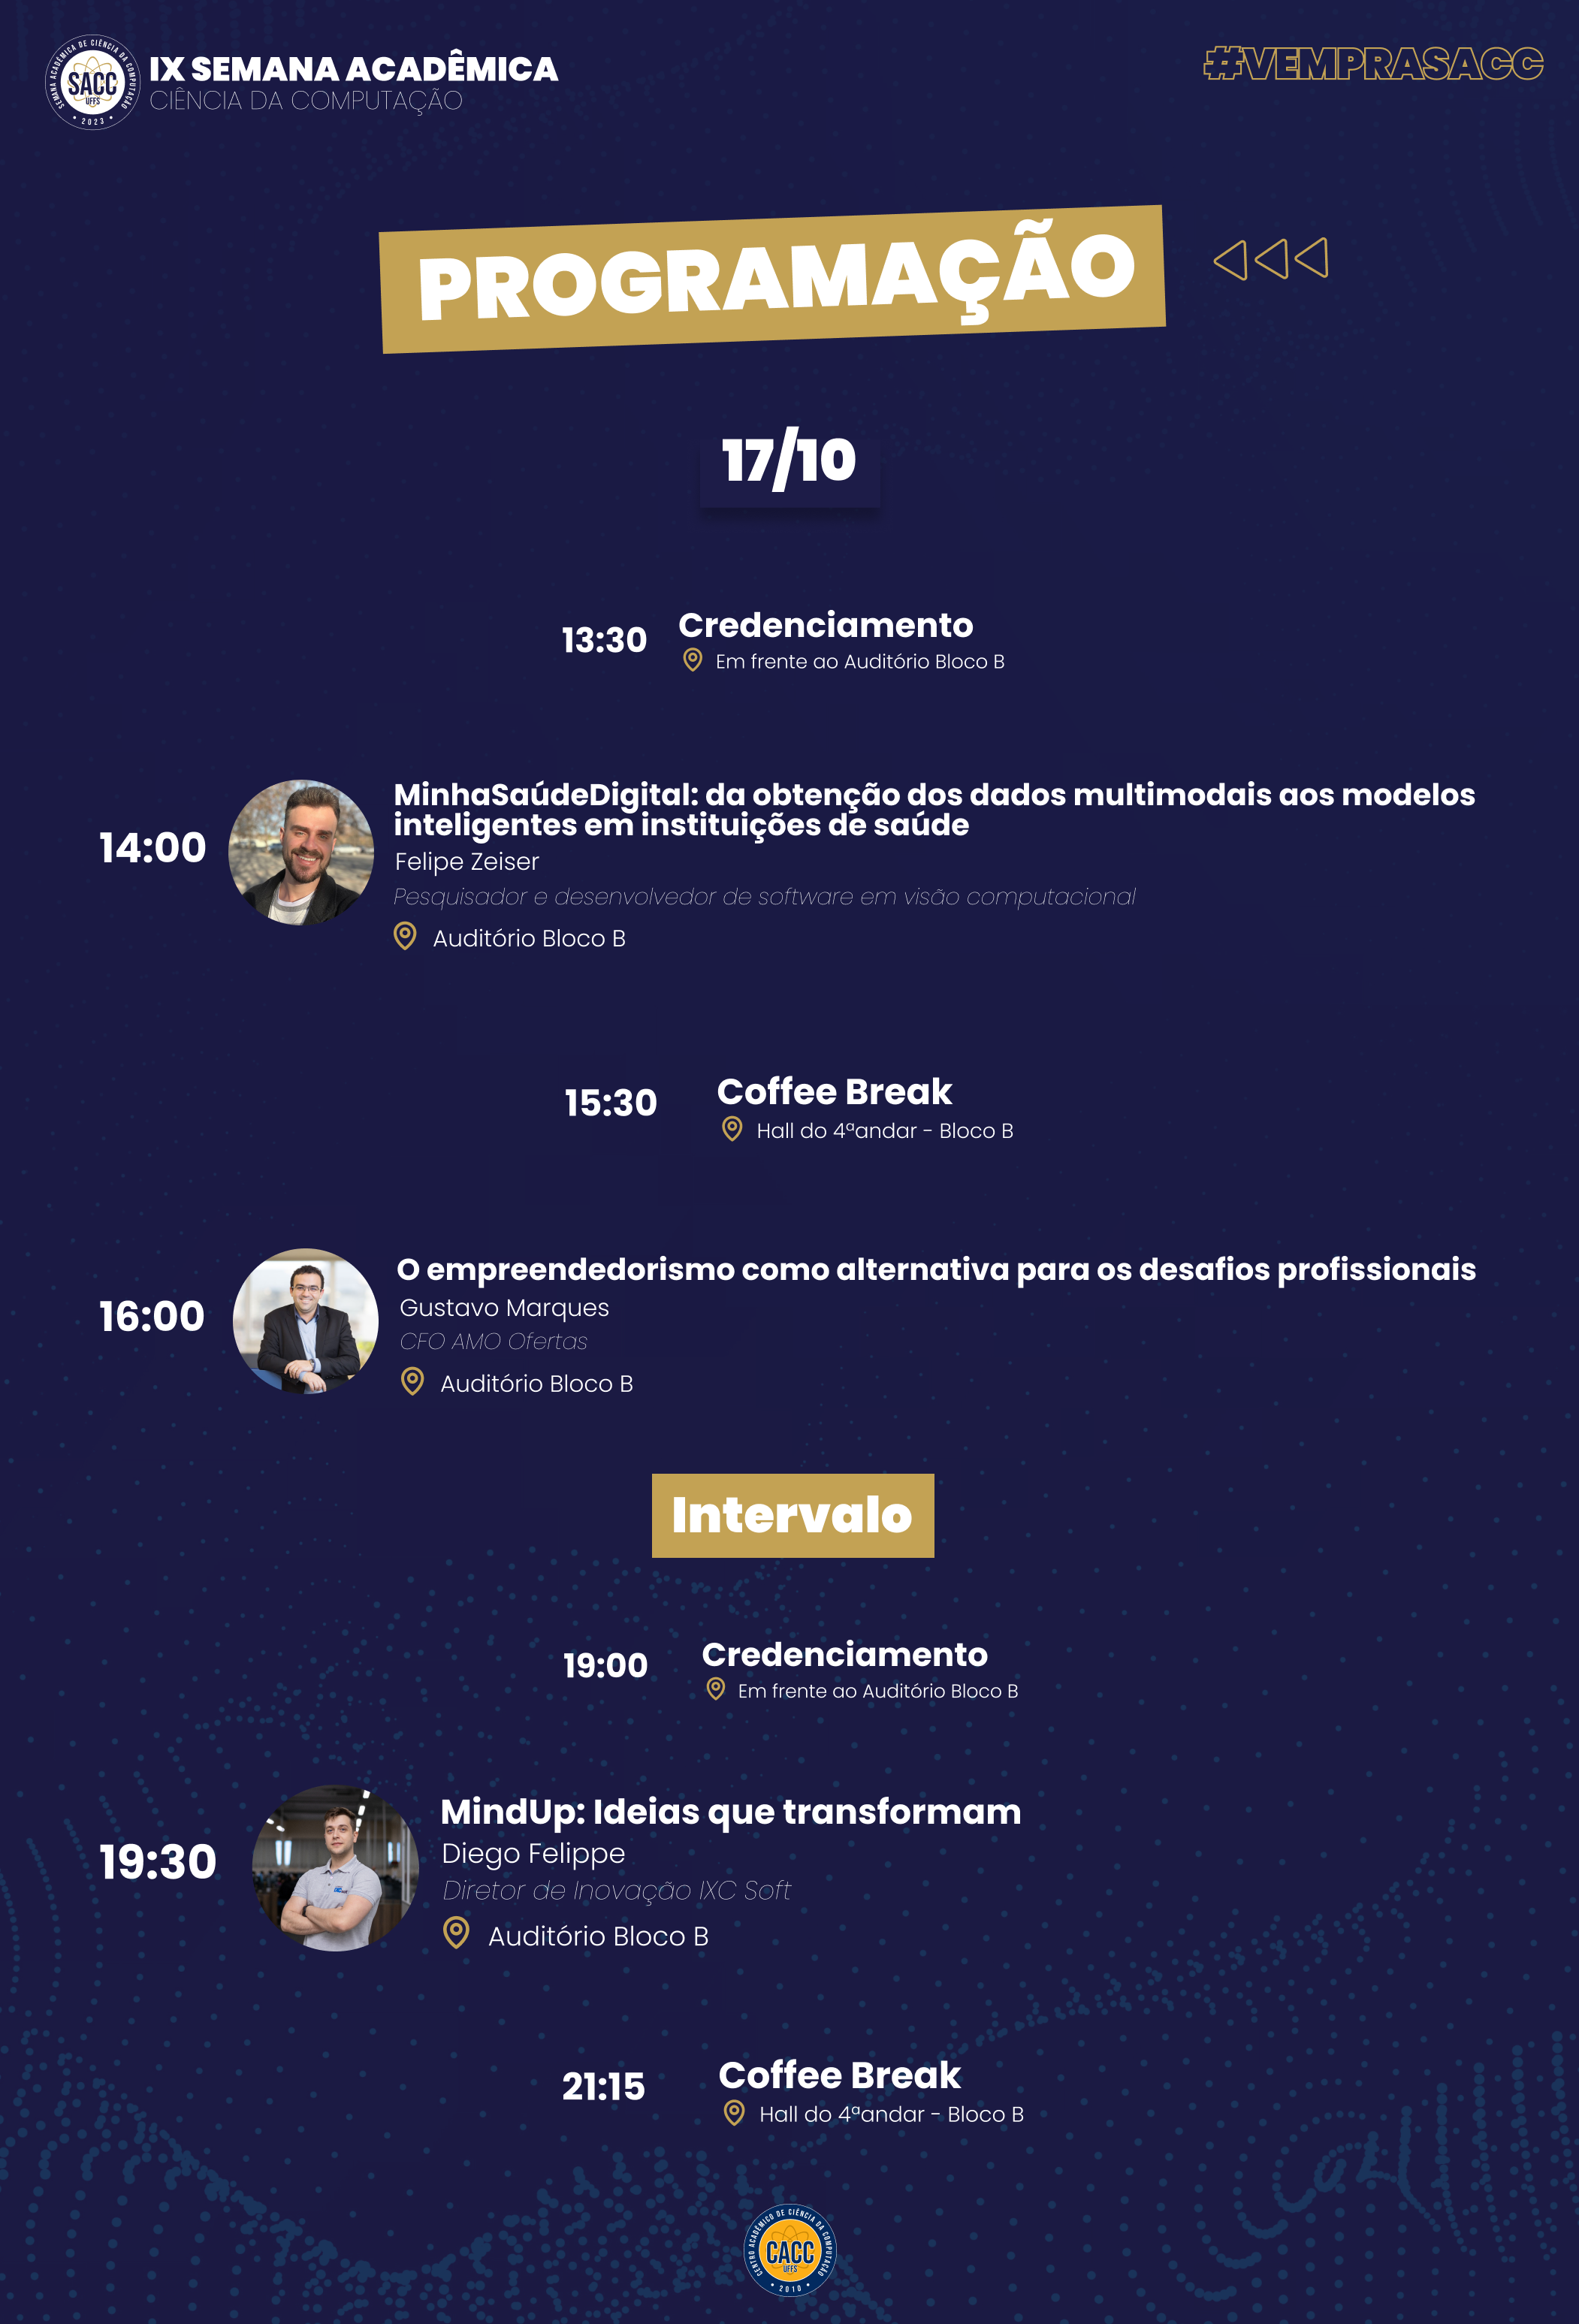 SEMANA ACADÊMICA DE CIÊNCIA DA COMPUTAÇÃO
SACC
UFFS
• 2023 •
IX SEMANA ACADÊMICA
CIÊNCIA DA COMPUTAÇÃO
#VEMPRASACC
PROGRAMAÇÃO
17/10
13:30
Credenciamento
Em frente ao Auditório Bloco B
14:00
MinhaSaúdeDigital: da obtenção dos dados multimodais aos modelos
inteligentes em instituições de saúde
Felipe Zeiser
Pesquisador e desenvolvedor de software em visão computacional
Auditório Bloco B
15:30
Coffee Break
Hall do 4ªandar - Bloco B
16:00
O empreendedorismo como alternativa para os desafios profissionais
Gustavo Marques
CFO AMO Ofertas
Auditório Bloco B
Intervalo
19:00
Credenciamento
Em frente ao Auditório Bloco B
19:30
MindUp: Ideias que transformam
Diego Felippe
Diretor de Inovação IXC Soft
Auditório Bloco B
21:15
Coffee Break
Hall do 4ªandar - Bloco B
CENTRO ACADÊMICO DE CIÊNCIA DA COMPUTAÇÃO
CACC
UFFS
• 2010 •